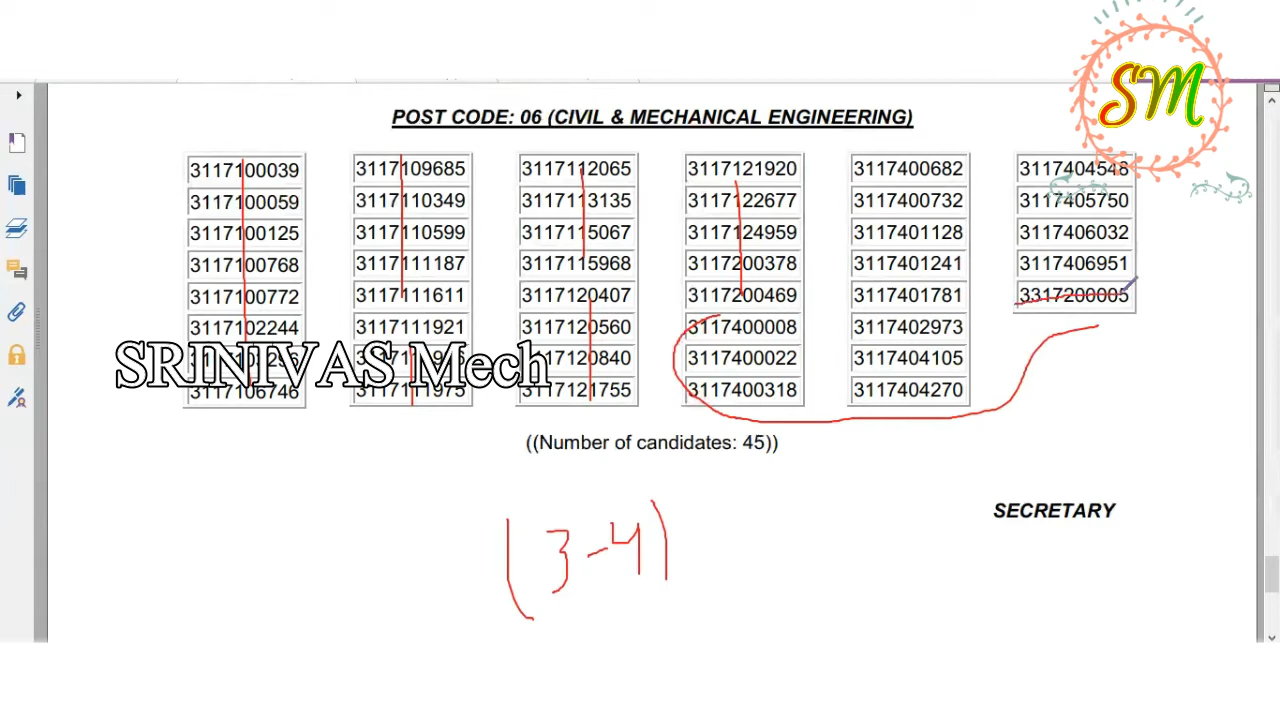 SM
POST CODE: 06 (CIVIL & MECHANICAL ENGINEERING)
3117100039 3117109685 3117112065 3117121920 3117400682 3117404548
3117100059 3117110349 3117113135 3117122677 3117400732 3117405750
3117100125 3117110599 3117115067 3117124959 3117401128 3117406032
3117100768 3117111187 3117115968 3117200378 3117401241 3117406951
3117100772 3117111611 3117120407 3117200469 3117401781 3317200005
3117102244 3117111921 3117120560 3117400008 3117402973
3117120840 3117400022 3117404105
SRINIVAS Mech
3117106746 3117111975 3117121755 3117400318 3117404270
((Number of candidates: 45))
SECRETARY
(3-4)